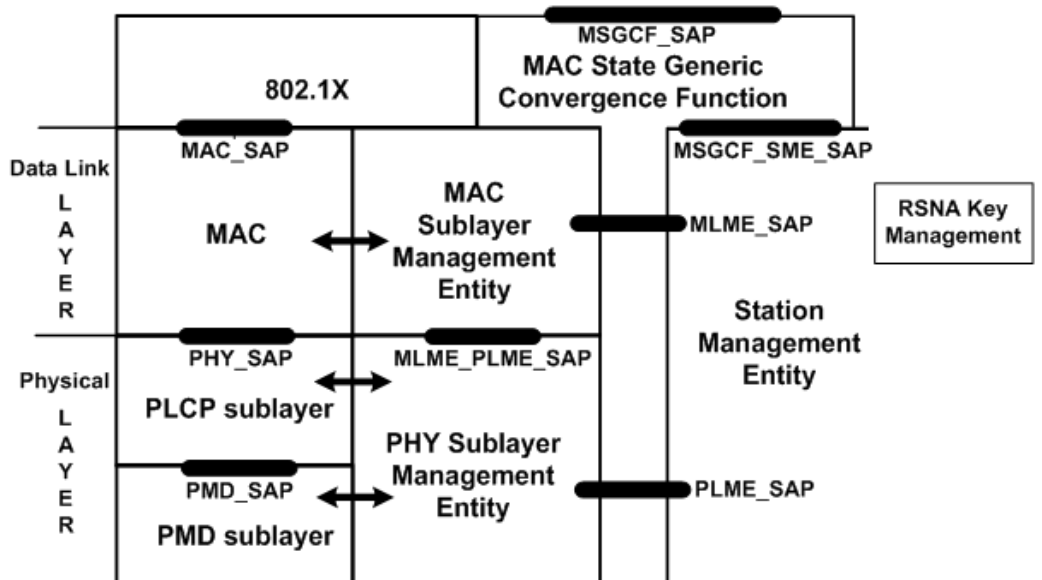 MSGCF_SAP
MAC State Generic
Convergence Function
802.1X
MAC_SAP
MSGCF_SME_SAP
Data Link
L
A
Y
E
R
MAC
MAC
Sublayer
Management
Entity
MLME_SAP
RSNA Key
Management
Station
Management
Entity
PHY_SAP
MLME_PLME_SAP
Physical
L
A
Y
E
R
PLCP sublayer
PHY Sublayer
Management
Entity
PMD_SAP
PLME_SAP
PMD sublayer